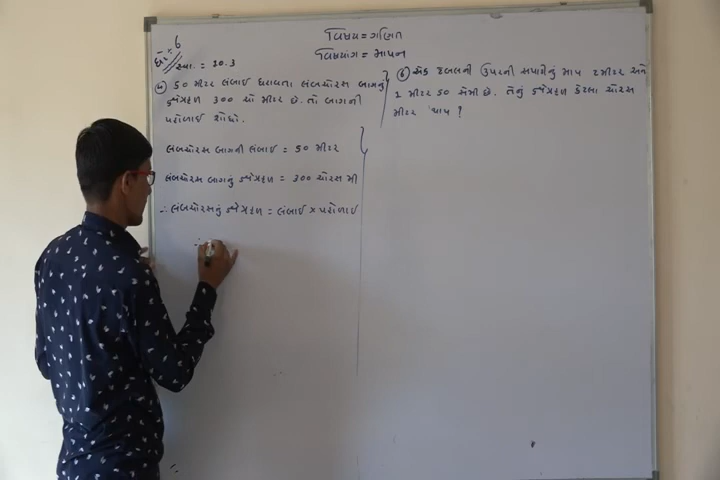 વિષય = ગણિત
વિષયાંગ = માપન
ધો. 6
સ્વા. = 10.3
50 મીટર લંબાઈ ધરાવતા લંબચોરસ બાગનું
ક્ષેત્રફળ 300 ચો મીટર છે. તો બાગની
પહોળાઈ શોધો.
લંબચોરસ બાગની લંબાઈ = 50 મીટર
લંબચોરસ બાગનું ક્ષેત્રફળ = 300 ચોરસ મી
∴ લંબચોરસનું ક્ષેત્રફળ = લંબાઈ × પહોળાઈ
∴
એક ટેબલની ઉપરની સપાટીનું માપ 2 મીટર અને
1 મીટર 50 સેમી છે. તેનું ક્ષેત્રફળ કેટલા ચોરસ
મીટર થાય ?